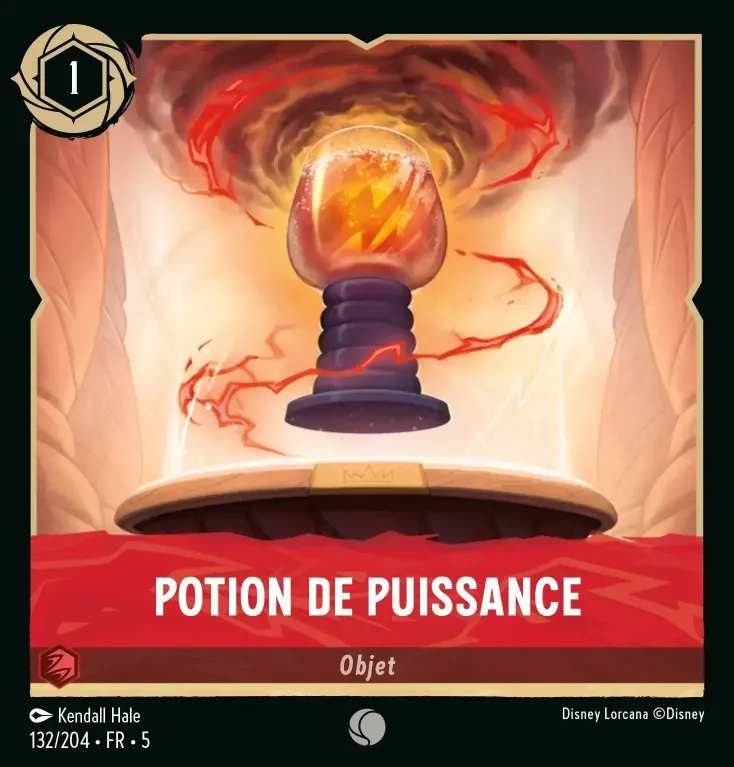 1
POTION DE PUISSANCE
Objet
Kendall Hale
Disney Lorcana ©Disney
132/204 • FR • 5